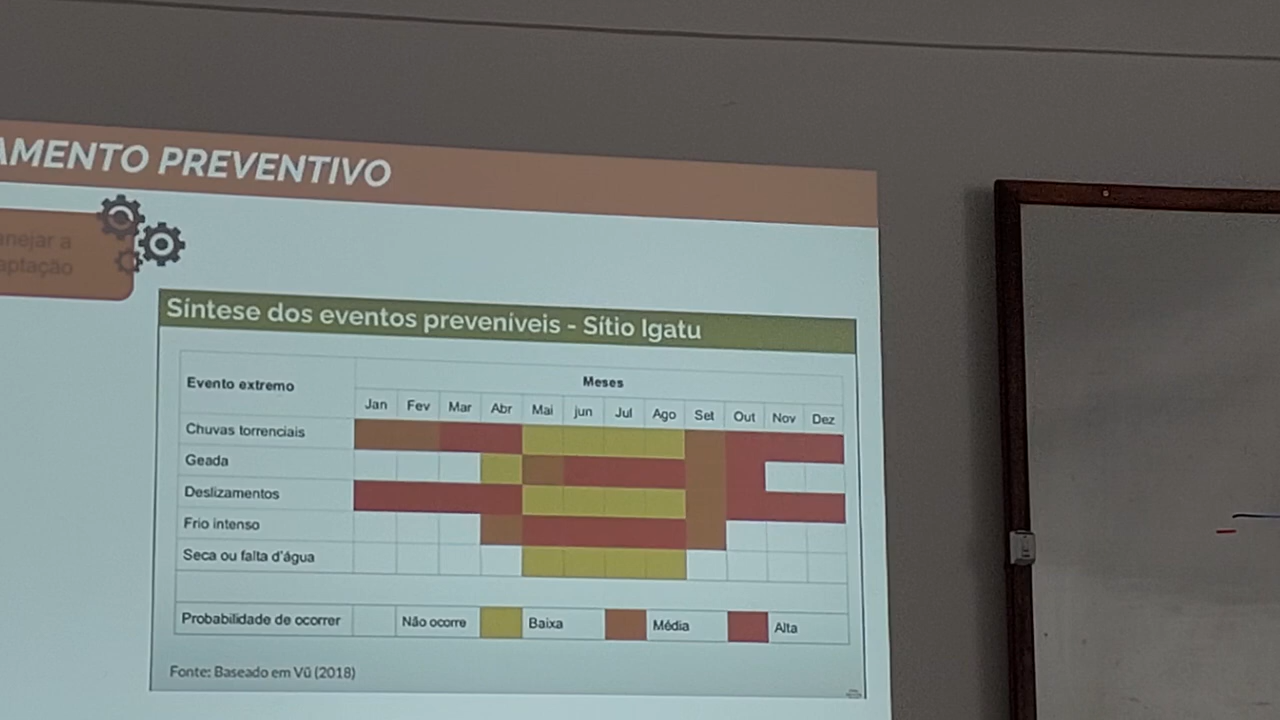 AMENTO PREVENTIVO
anejar a
aptação
Síntese dos eventos preveníveis - Sítio Igatu
Evento extremo
Meses
Jan Fev Mar Abr Mai jun Jul Ago Set Out Nov Dez
Chuvas torrenciais
Geada
Deslizamentos
Frio intenso
Seca ou falta d'água
Probabilidade de ocorrer Não ocorre Baixa Média Alta
Fonte: Baseado em Vũ (2018)